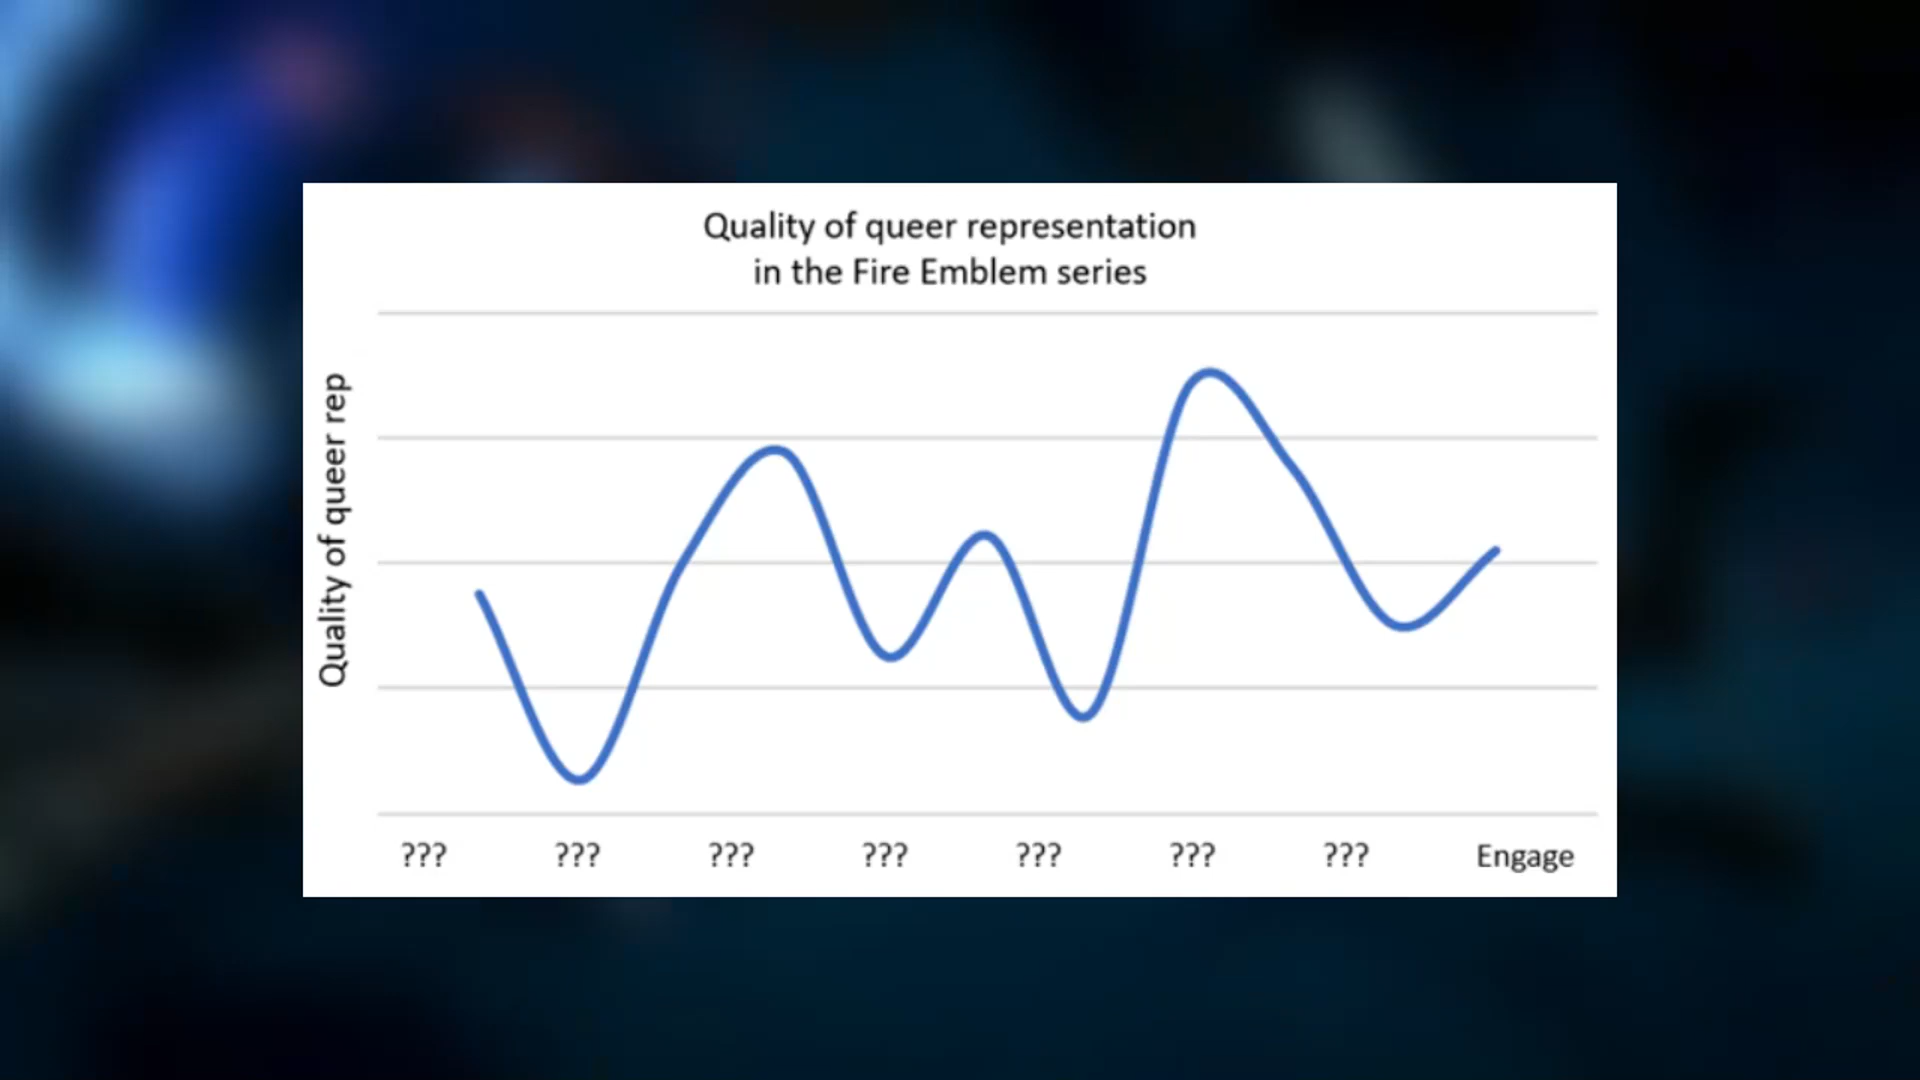 Quality of queer representation
in the Fire Emblem series
Quality of queer rep
??? ??? ??? ??? ??? ??? ??? Engage